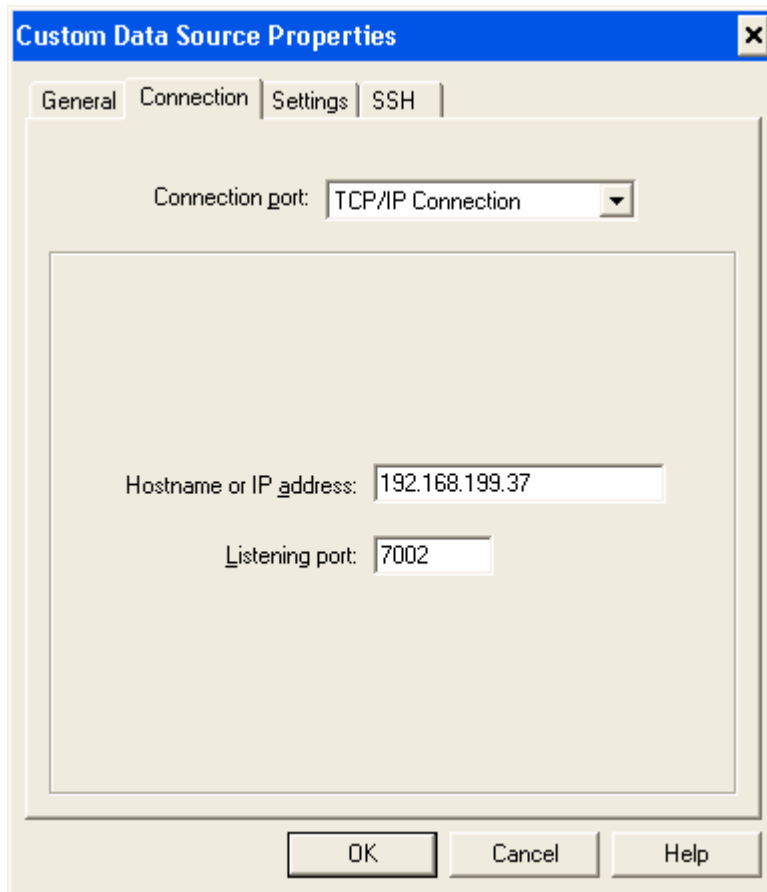 Custom Data Source Properties
General Connection Settings SSH
Connection port: TCP/IP Connection
Hostname or IP address: 192.168.199.37
Listening port: 7002
OK Cancel Help